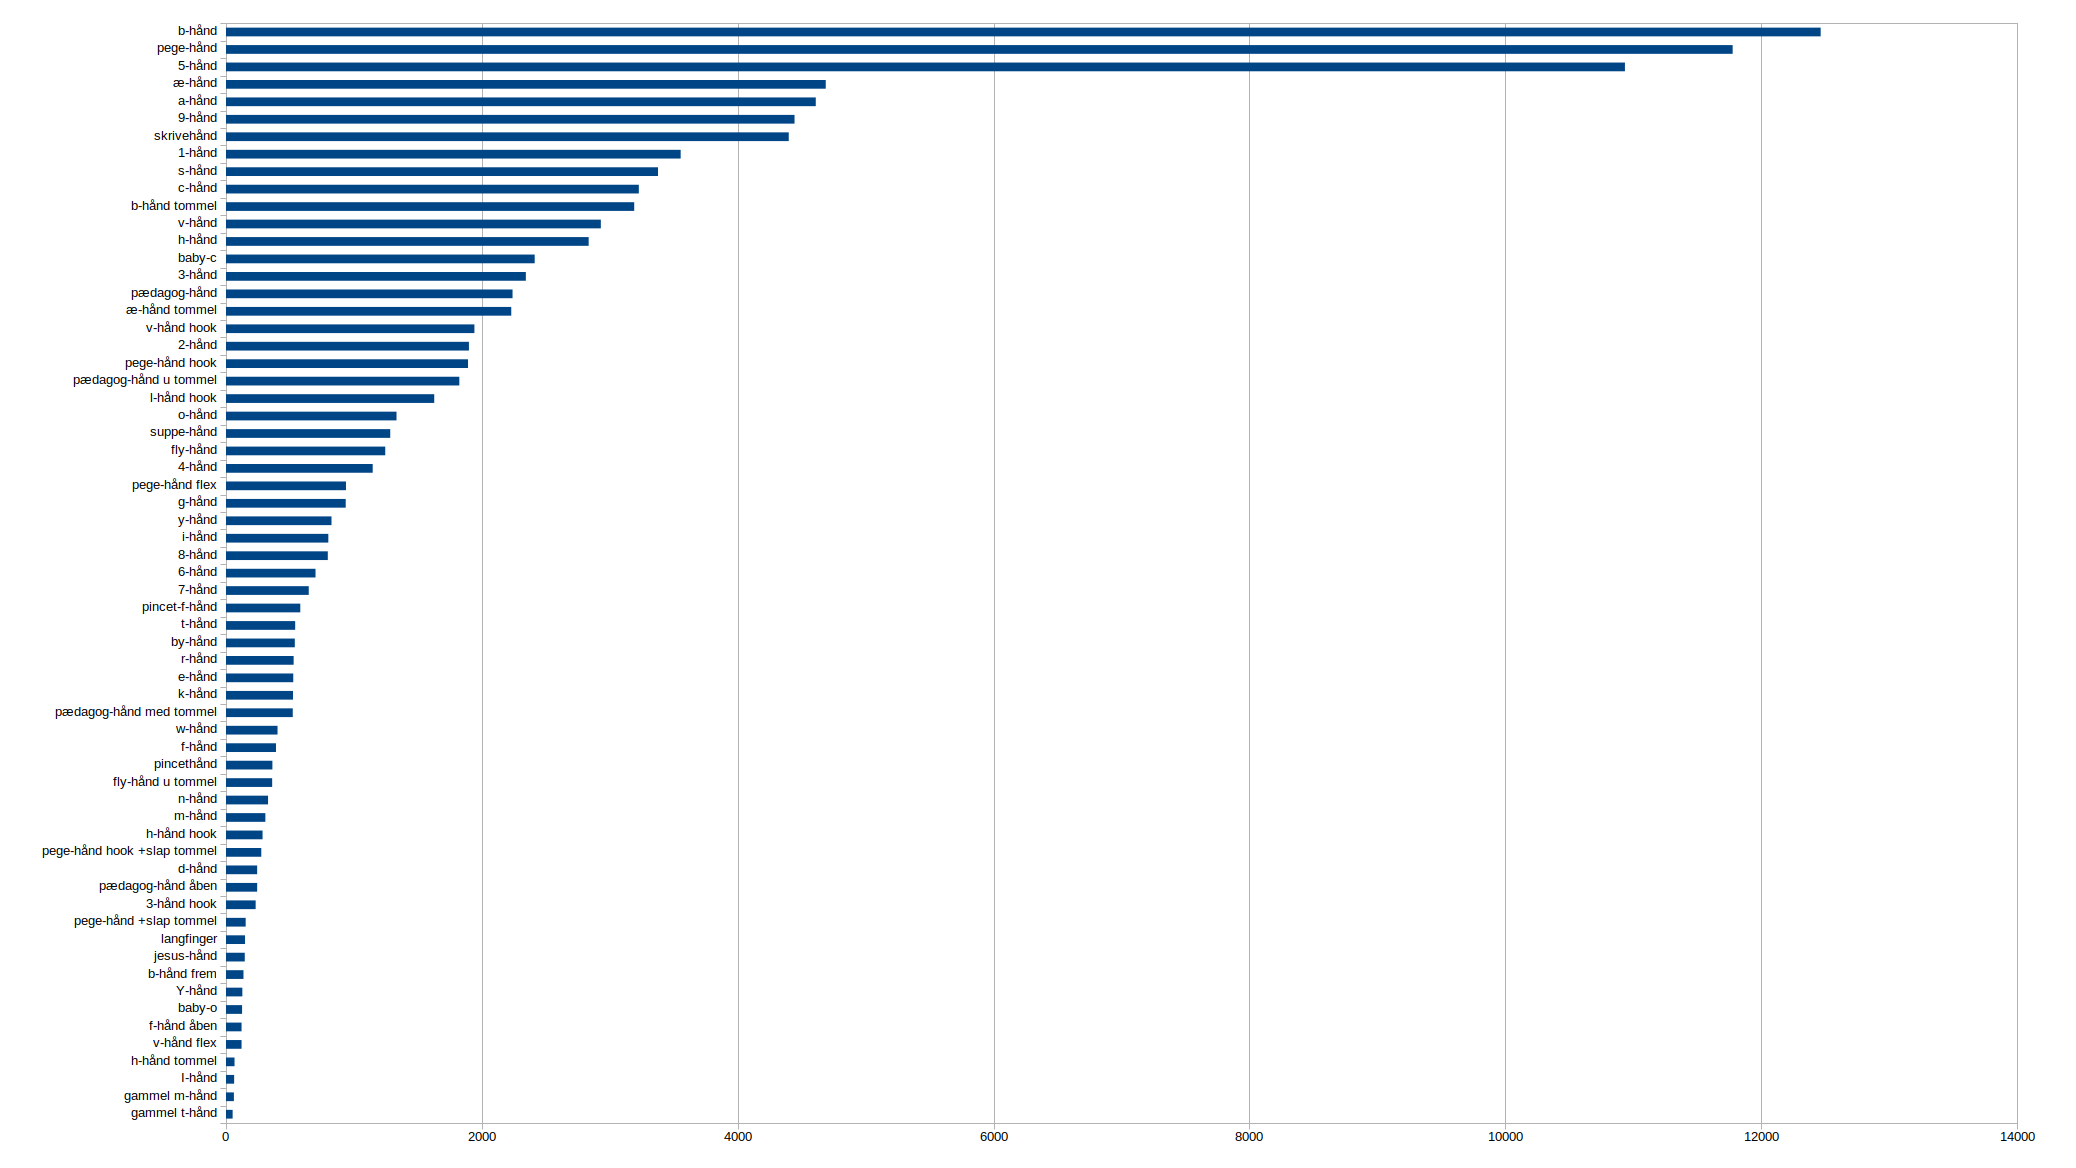 b-hånd
pege-hånd
5-hånd
æ-hånd
a-hånd
9-hånd
skrivehånd
1-hånd
s-hånd
c-hånd
b-hånd tommel
v-hånd
h-hånd
baby-c
3-hånd
pædagog-hånd
æ-hånd tommel
v-hånd hook
2-hånd
pege-hånd hook
pædagog-hånd u tommel
l-hånd hook
o-hånd
suppe-hånd
fly-hånd
4-hånd
pege-hånd flex
g-hånd
y-hånd
i-hånd
8-hånd
6-hånd
7-hånd
pincet-f-hånd
t-hånd
by-hånd
r-hånd
e-hånd
k-hånd
pædagog-hånd med tommel
w-hånd
f-hånd
pincethånd
fly-hånd u tommel
n-hånd
m-hånd
h-hånd hook
pege-hånd hook +slap tommel
d-hånd
pædagog-hånd åben
3-hånd hook
pege-hånd +slap tommel
langfinger
jesus-hånd
b-hånd frem
Y-hånd
baby-o
f-hånd åben
v-hånd flex
h-hånd tommel
l-hånd
gammel m-hånd
gammel t-hånd
0 2000 4000 6000 8000 10000 12000 14000